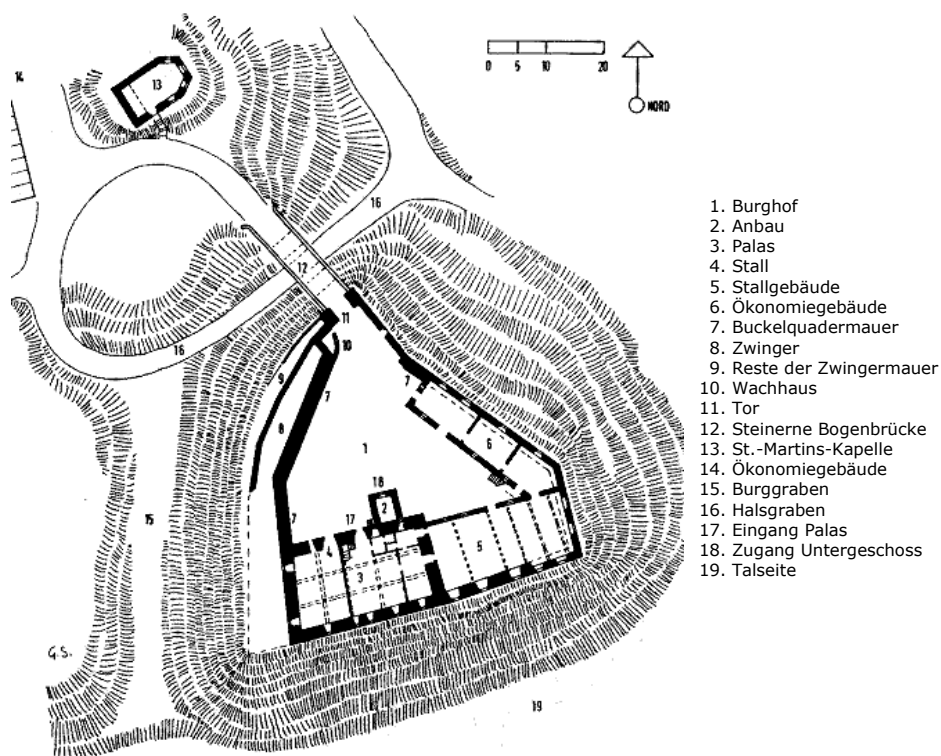 14
13
0 5 10 20
NORD
16
12
16
11
10
9
7
7
8
6
1
18
2
15
7
17
4
5
3
G.S.
19
1. Burghof
2. Anbau
3. Palas
4. Stall
5. Stallgebäude
6. Ökonomiegebäude
7. Buckelquadermauer
8. Zwinger
9. Reste der Zwingermauer
10. Wachhaus
11. Tor
12. Steinerne Bogenbrücke
13. St.-Martins-Kapelle
14. Ökonomiegebäude
15. Burggraben
16. Halsgraben
17. Eingang Palas
18. Zugang Untergeschoss
19. Talseite